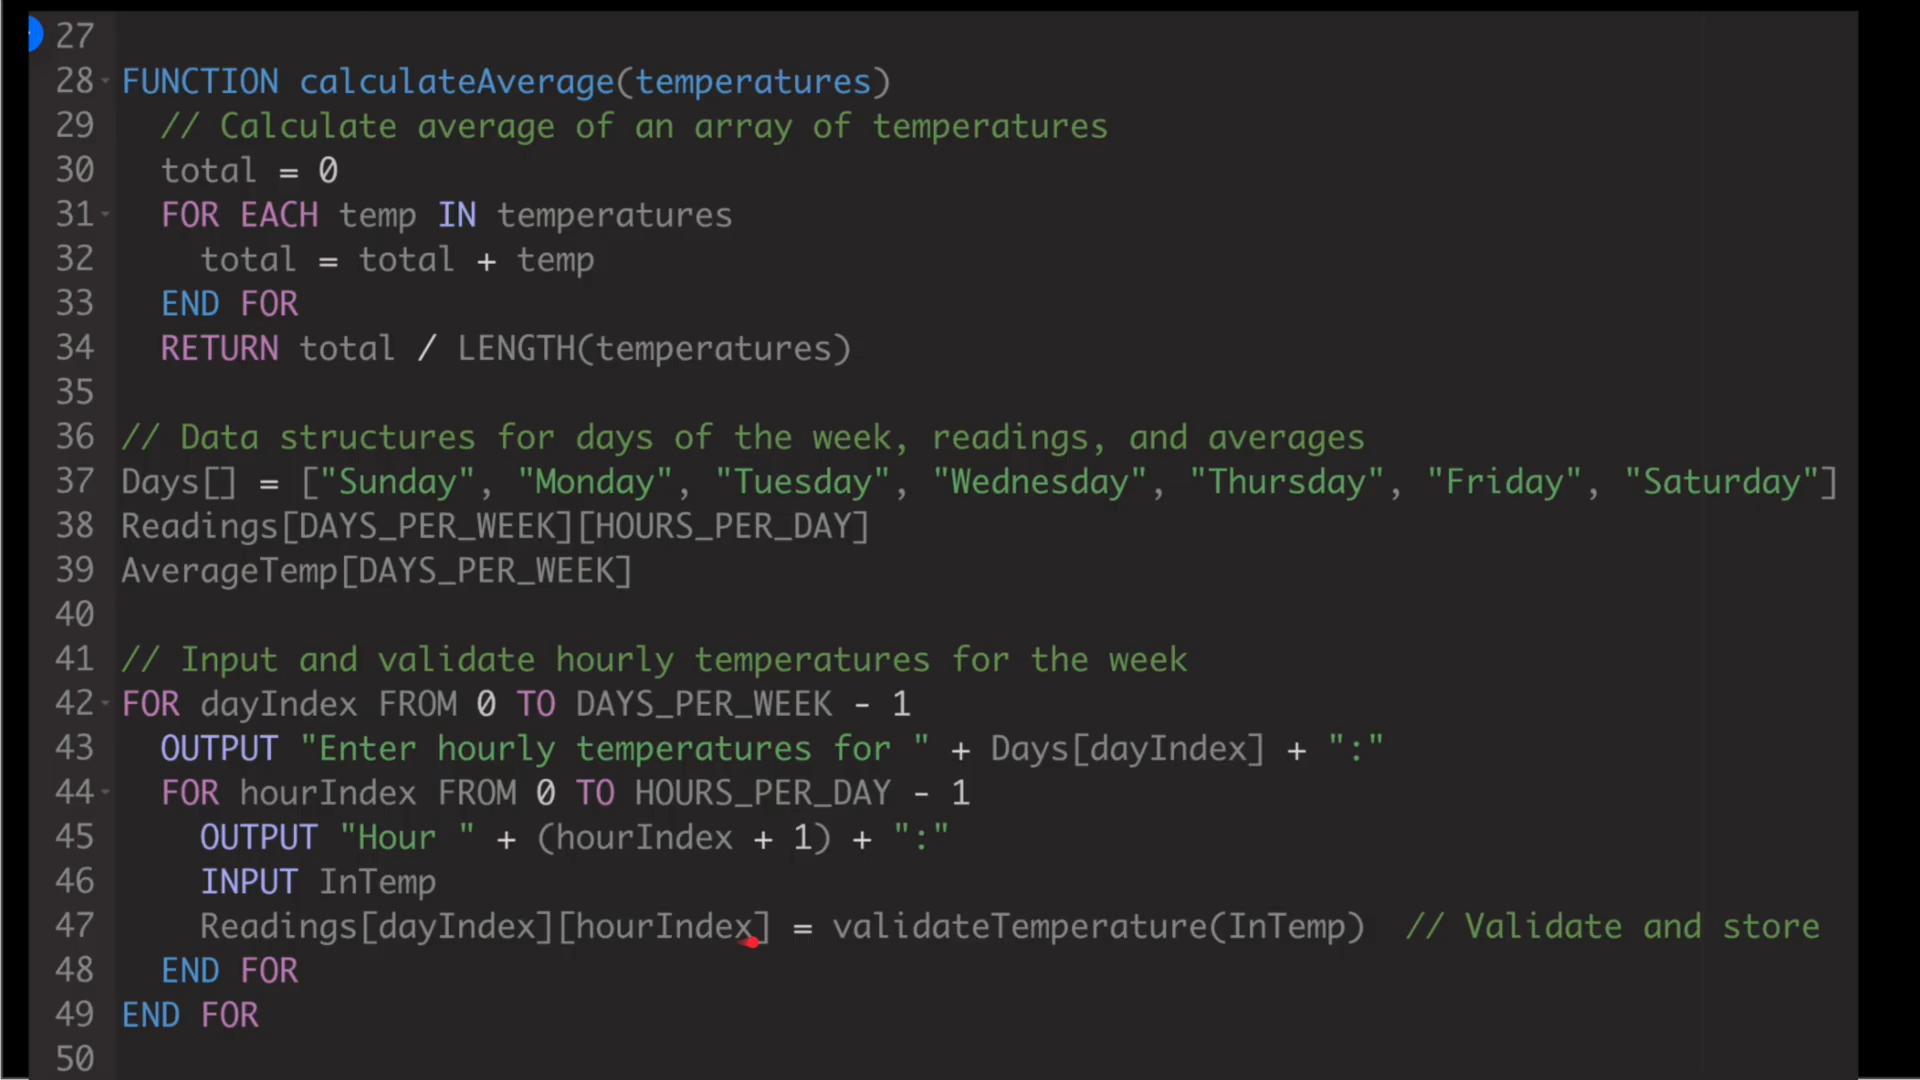 27
28 FUNCTION calculateAverage(temperatures)
29 // Calculate average of an array of temperatures
30 total = 0
31 FOR EACH temp IN temperatures
32 total = total + temp
33 END FOR
34 RETURN total / LENGTH(temperatures)
35
36 // Data structures for days of the week, readings, and averages
37 Days[] = ["Sunday", "Monday", "Tuesday", "Wednesday", "Thursday", "Friday", "Saturday"]
38 Readings[DAYS_PER_WEEK][HOURS_PER_DAY]
39 AverageTemp[DAYS_PER_WEEK]
40
41 // Input and validate hourly temperatures for the week
42 FOR dayIndex FROM 0 TO DAYS_PER_WEEK - 1
43 OUTPUT "Enter hourly temperatures for " + Days[dayIndex] + ":"
44 FOR hourIndex FROM 0 TO HOURS_PER_DAY - 1
45 OUTPUT "Hour " + (hourIndex + 1) + ":"
46 INPUT InTemp
47 Readings[dayIndex][hourIndex] = validateTemperature(InTemp) // Validate and store
48 END FOR
49 END FOR
50